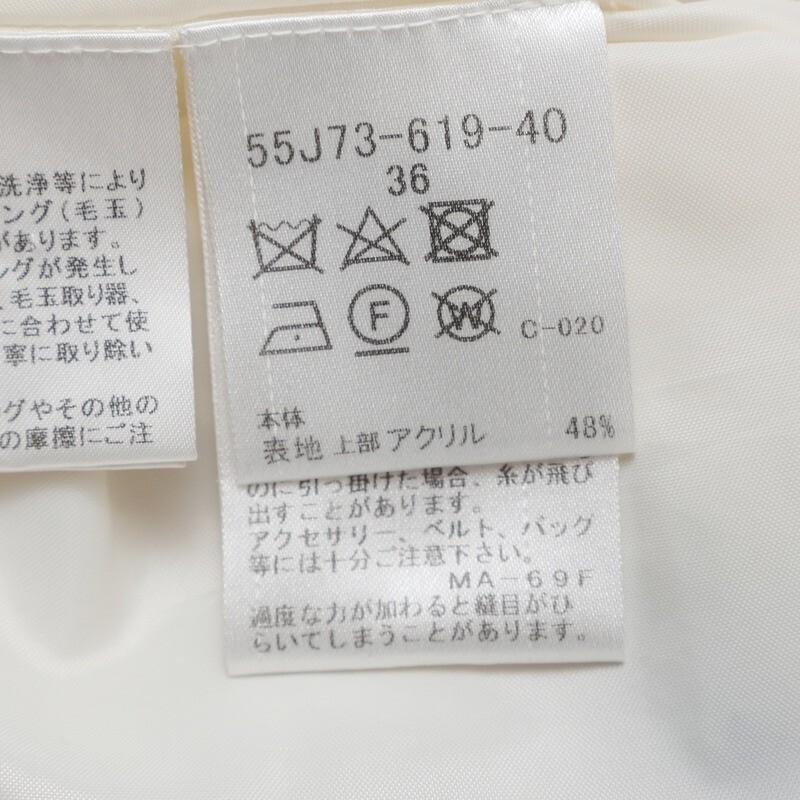 洗浄等により
ング(毛玉)
があります。
ングが発生し
、毛玉取り器、
に合わせて使
寧に取り除い
グやその他の
の摩擦にご注
55J73-619-40
36
F
W
C-020
本体
表地 上部 アクリル 48%
のに引っ掛けた場合、糸が飛び
出すことがあります。
アクセサリー、ベルト、バッグ
等には十分ご注意下さい。
MA-69F
過度な力が加わると縫目がひ
らいてしまうことがあります。